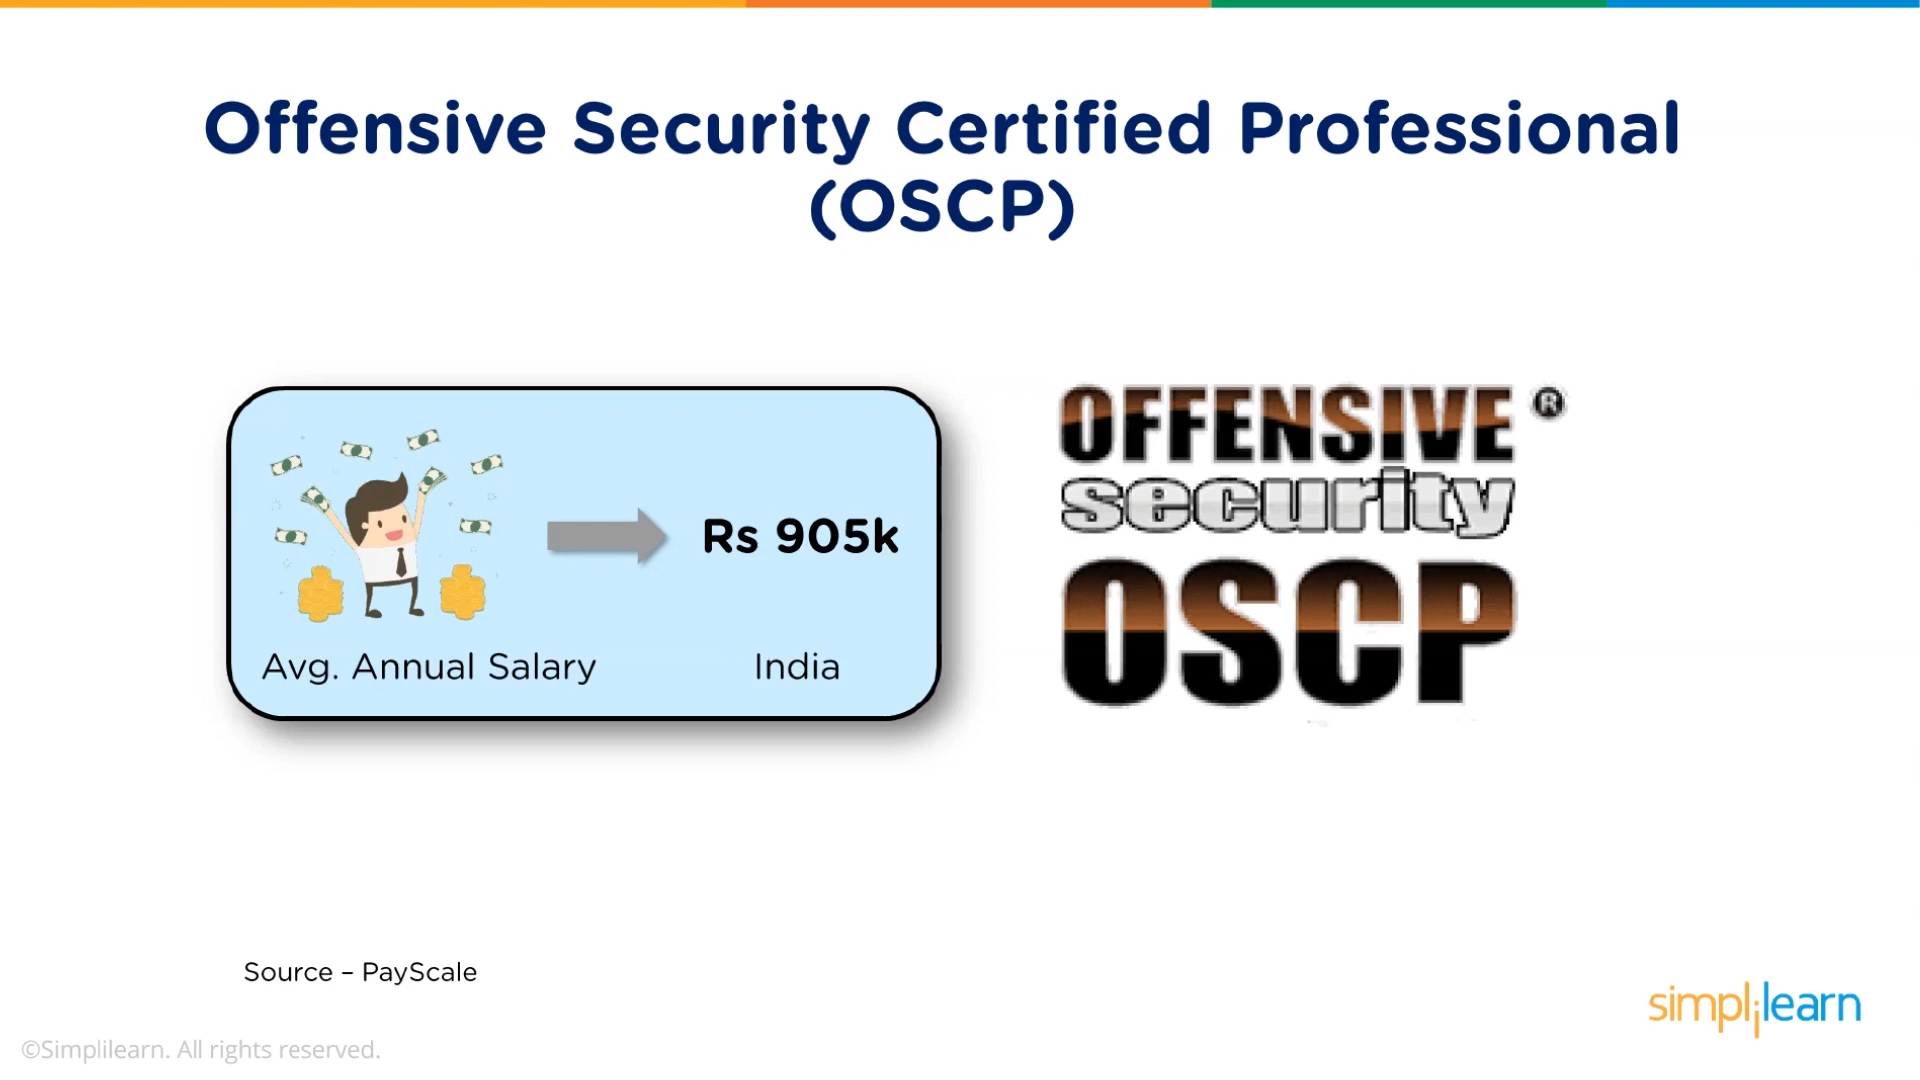 Offensive Security Certified Professional
(OSCP)
OFFENSIVE ®
security
OSCP
Rs 905k
Avg. Annual Salary
India
Source – PayScale
simplilearn
©Simplilearn. All rights reserved.